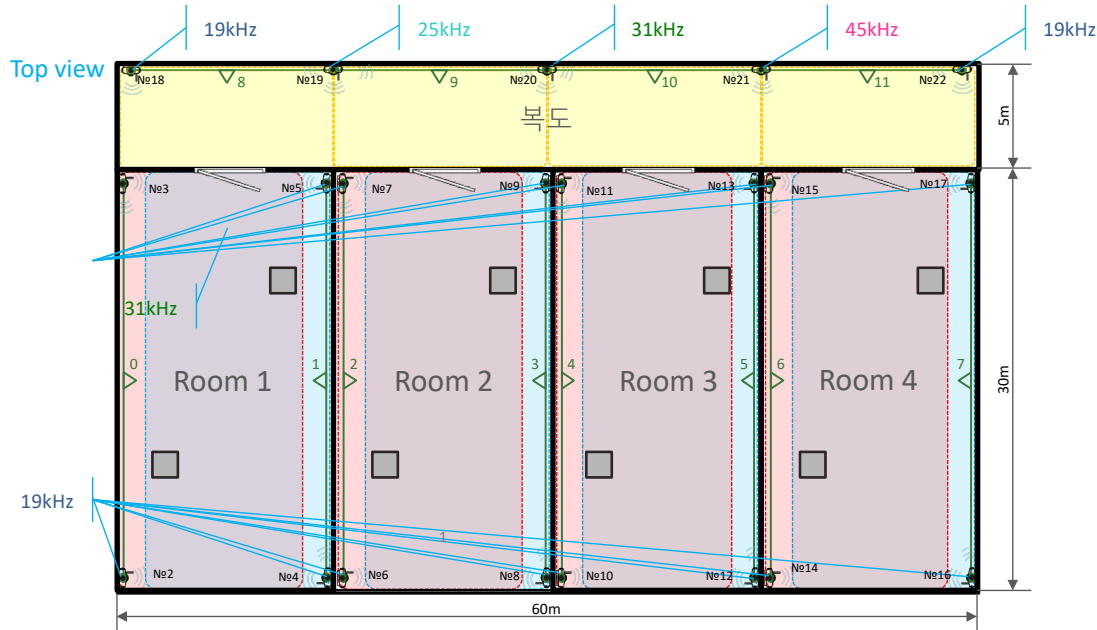 19kHz
25kHz
31kHz
45kHz
19kHz
Top view
№18
8
№19
9
№20
10
№21
11
№22
복도
5m
№3
№5
№7
№9
№11
№13
№15
№17
31kHz
0
Room 1
1
2
Room 2
3
4
Room 3
5
6
Room 4
7
30m
19kHz
1
№2
№4
№6
№8
№10
№12
№14
№16
60m